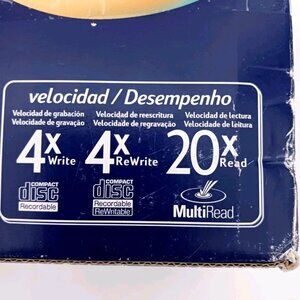 velocidad / Desempenho
Velocidad de grabación Velocidad de reescritura Velocidad de lectura
Velocidade de gravação Velocidade de regravação Velocidade de leitura
4x Write 4x ReWrite 20x Read
COMPACT disc Recordable
COMPACT disc ReWritable
MultiRead